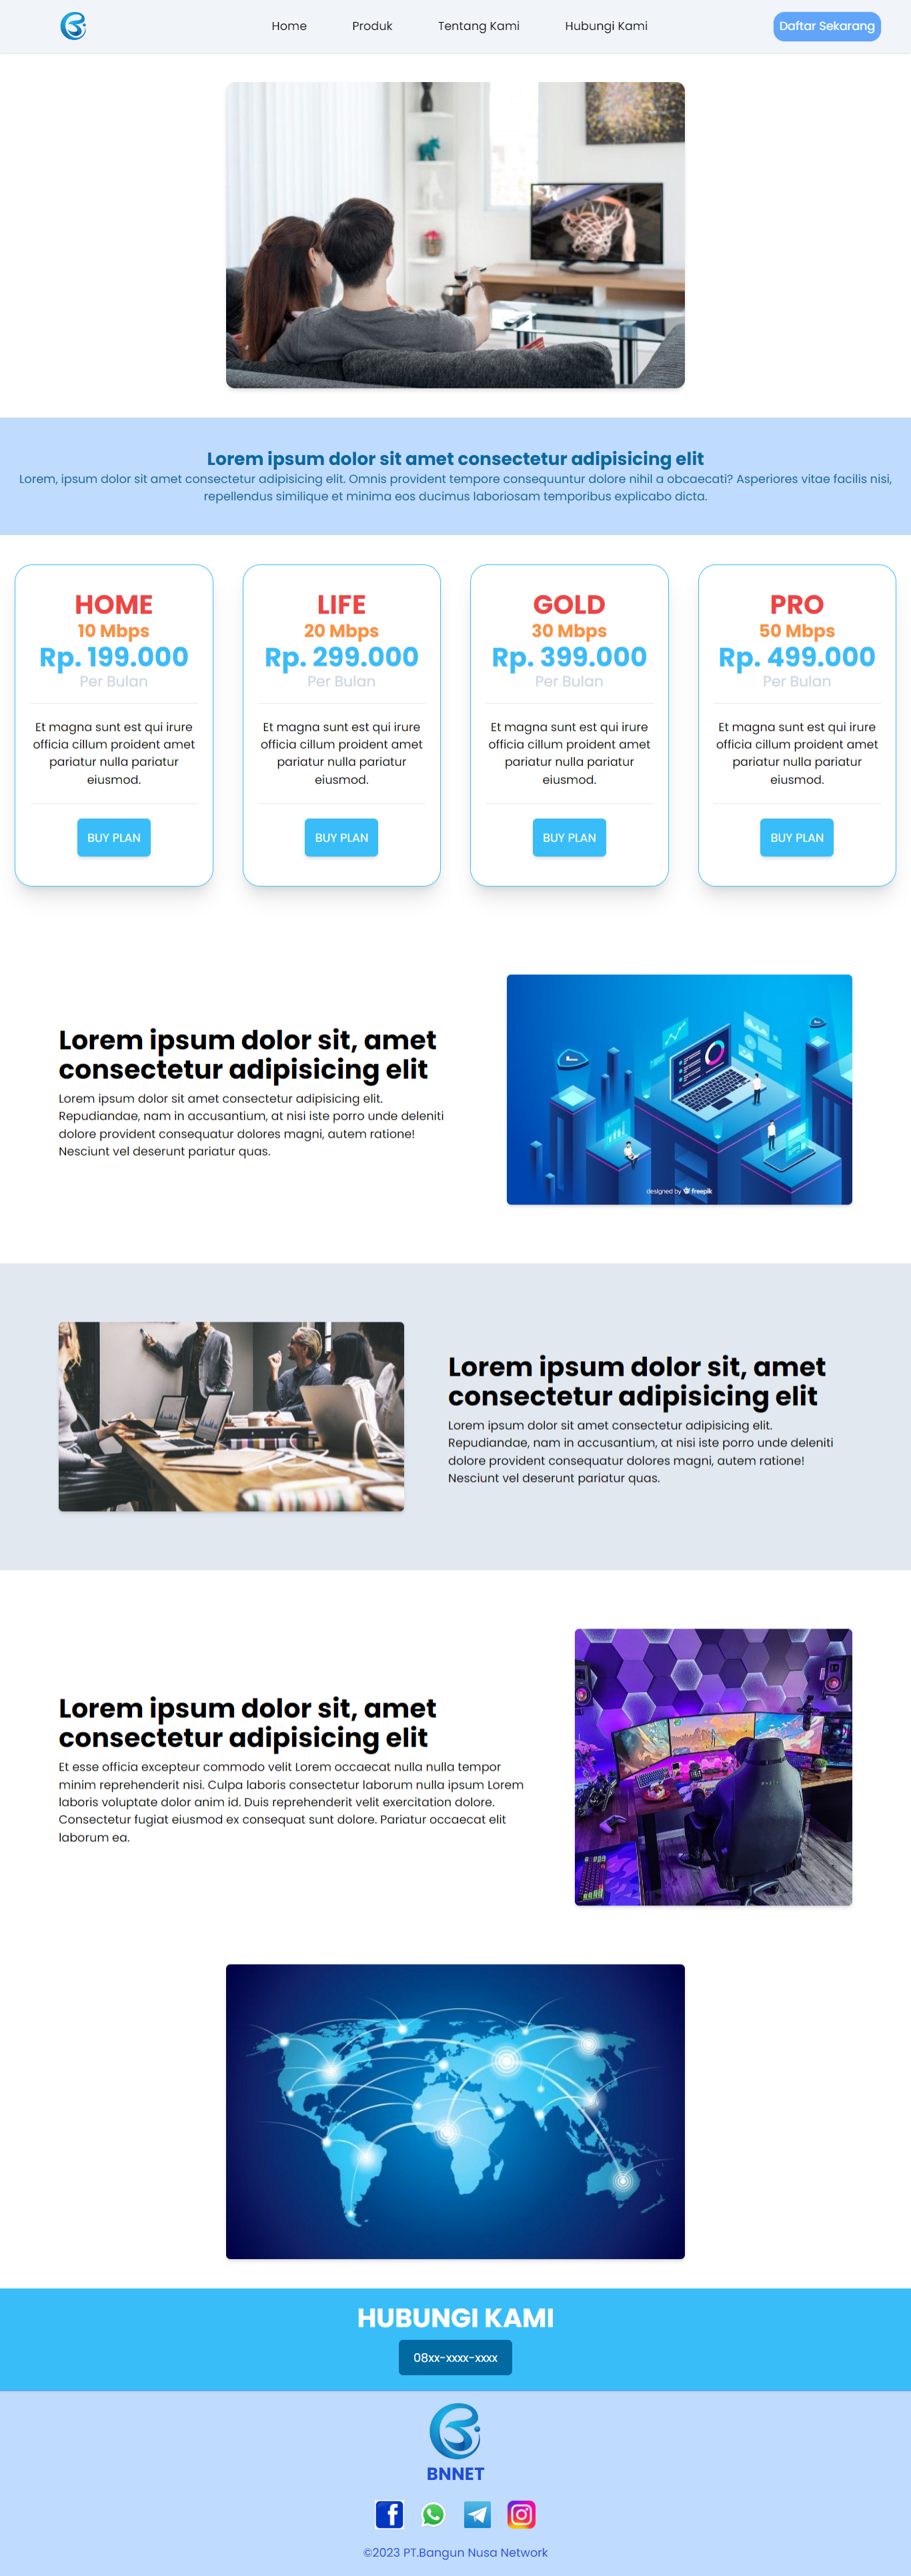 Home Produk Tentang Kami Hubungi Kami Daftar Sekarang
Lorem ipsum dolor sit amet consectetur adipisicing elit
Lorem, ipsum dolor sit amet consectetur adipisicing elit. Omnis provident tempore consequuntur dolore nihil a obcaecati? Asperiores vitae facilis nisi,
repellendus similique et minima eos ducimus laboriosam temporibus explicabo dicta.
HOME
10 Mbps
Rp. 199.000
Per Bulan
Et magna sunt est qui irure
officia cillum proident amet
pariatur nulla pariatur
eiusmod.
BUY PLAN
LIFE
20 Mbps
Rp. 299.000
Per Bulan
Et magna sunt est qui irure
officia cillum proident amet
pariatur nulla pariatur
eiusmod.
BUY PLAN
GOLD
30 Mbps
Rp. 399.000
Per Bulan
Et magna sunt est qui irure
officia cillum proident amet
pariatur nulla pariatur
eiusmod.
BUY PLAN
PRO
50 Mbps
Rp. 499.000
Per Bulan
Et magna sunt est qui irure
officia cillum proident amet
pariatur nulla pariatur
eiusmod.
BUY PLAN
Lorem ipsum dolor sit, amet
consectetur adipisicing elit
Lorem ipsum dolor sit amet consectetur adipisicing elit.
Repudiandae, nam in accusantium, at nisi iste porro unde deleniti
dolore provident consequatur dolores magni, autem ratione!
Nesciunt vel deserunt pariatur quas.
designed by freepik
Lorem ipsum dolor sit, amet
consectetur adipisicing elit
Lorem ipsum dolor sit amet consectetur adipisicing elit.
Repudiandae, nam in accusantium, at nisi iste porro unde deleniti
dolore provident consequatur dolores magni, autem ratione!
Nesciunt vel deserunt pariatur quas.
Lorem ipsum dolor sit, amet
consectetur adipisicing elit
Et esse officia excepteur commodo velit Lorem occaecat nulla nulla tempor
minim reprehenderit nisi. Culpa laboris consectetur laborum nulla ipsum Lorem
laboris voluptate dolor anim id. Duis reprehenderit velit exercitation dolore.
Consectetur fugiat eiusmod ex consequat sunt dolore. Pariatur occaecat elit
laborum ea.
HUBUNGI KAMI
08xx-xxxx-xxxx
BNNET
©2023 PT.Bangun Nusa Network